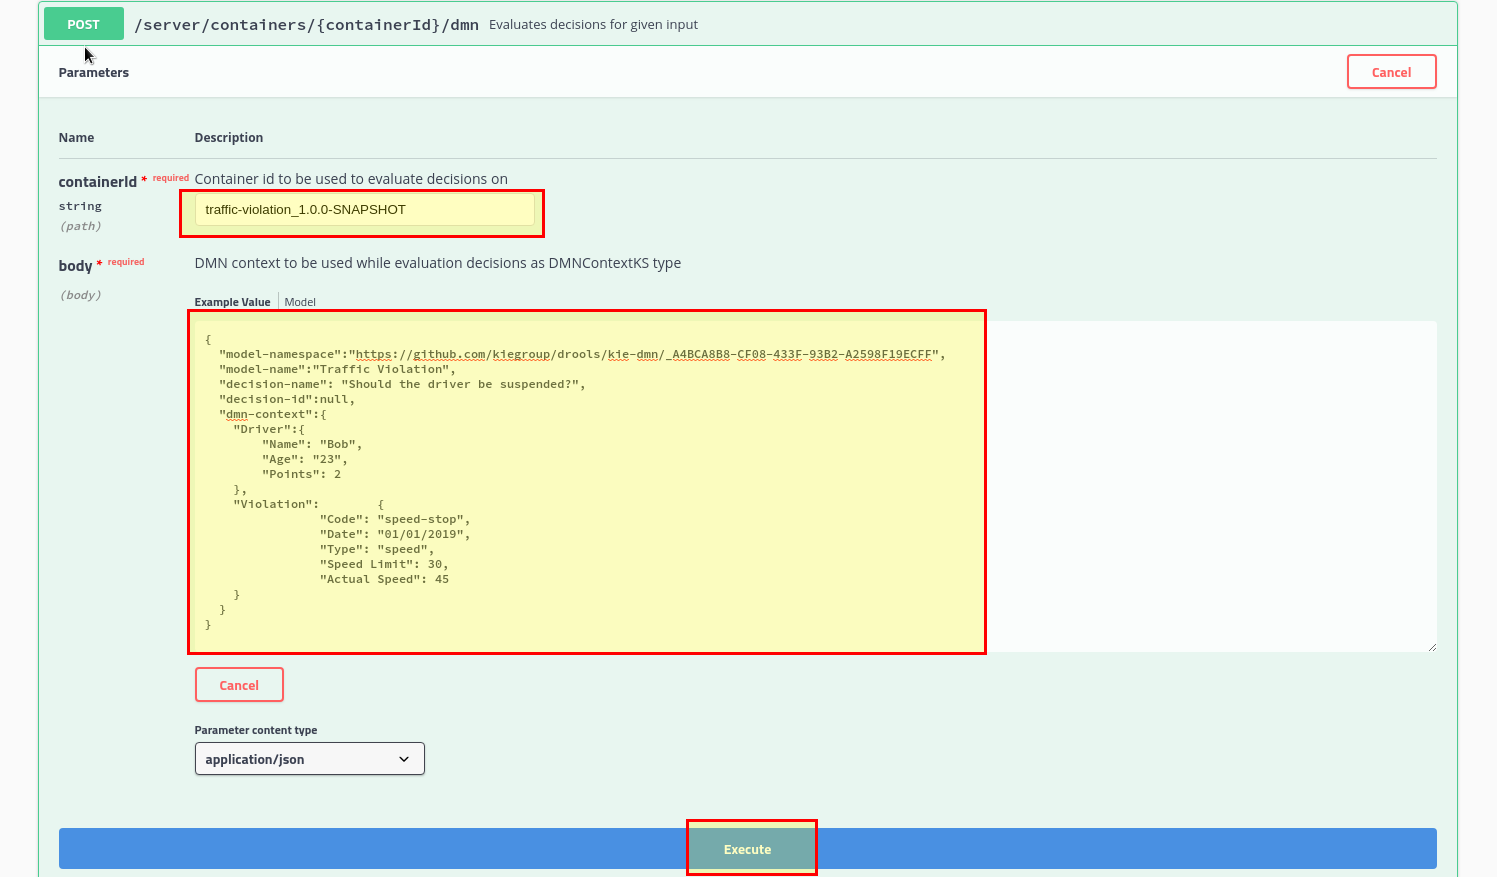 POST /server/containers/{containerId}/dmn Evaluates decisions for given input
Parameters
Cancel
Name Description
containerId * required Container id to be used to evaluate decisions on
string
traffic-violation_1.0.0-SNAPSHOT
(path)
body * required DMN context to be used while evaluation decisions as DMNContextKS type
(body)
Example Value Model
{
"model-namespace":"https://github.com/kiegroup/drools/kie-dmn/_A4BCA8B8-CF08-433F-93B2-A2598F19ECFF",
"model-name":"Traffic Violation",
"decision-name": "Should the driver be suspended?",
"decision-id":null,
"dmn-context":{
"Driver":{
"Name": "Bob",
"Age": "23",
"Points": 2
},
"Violation": {
"Code": "speed-stop",
"Date": "01/01/2019",
"Type": "speed",
"Speed Limit": 30,
"Actual Speed": 45
}
}
}
Cancel
Parameter content type
application/json
Execute